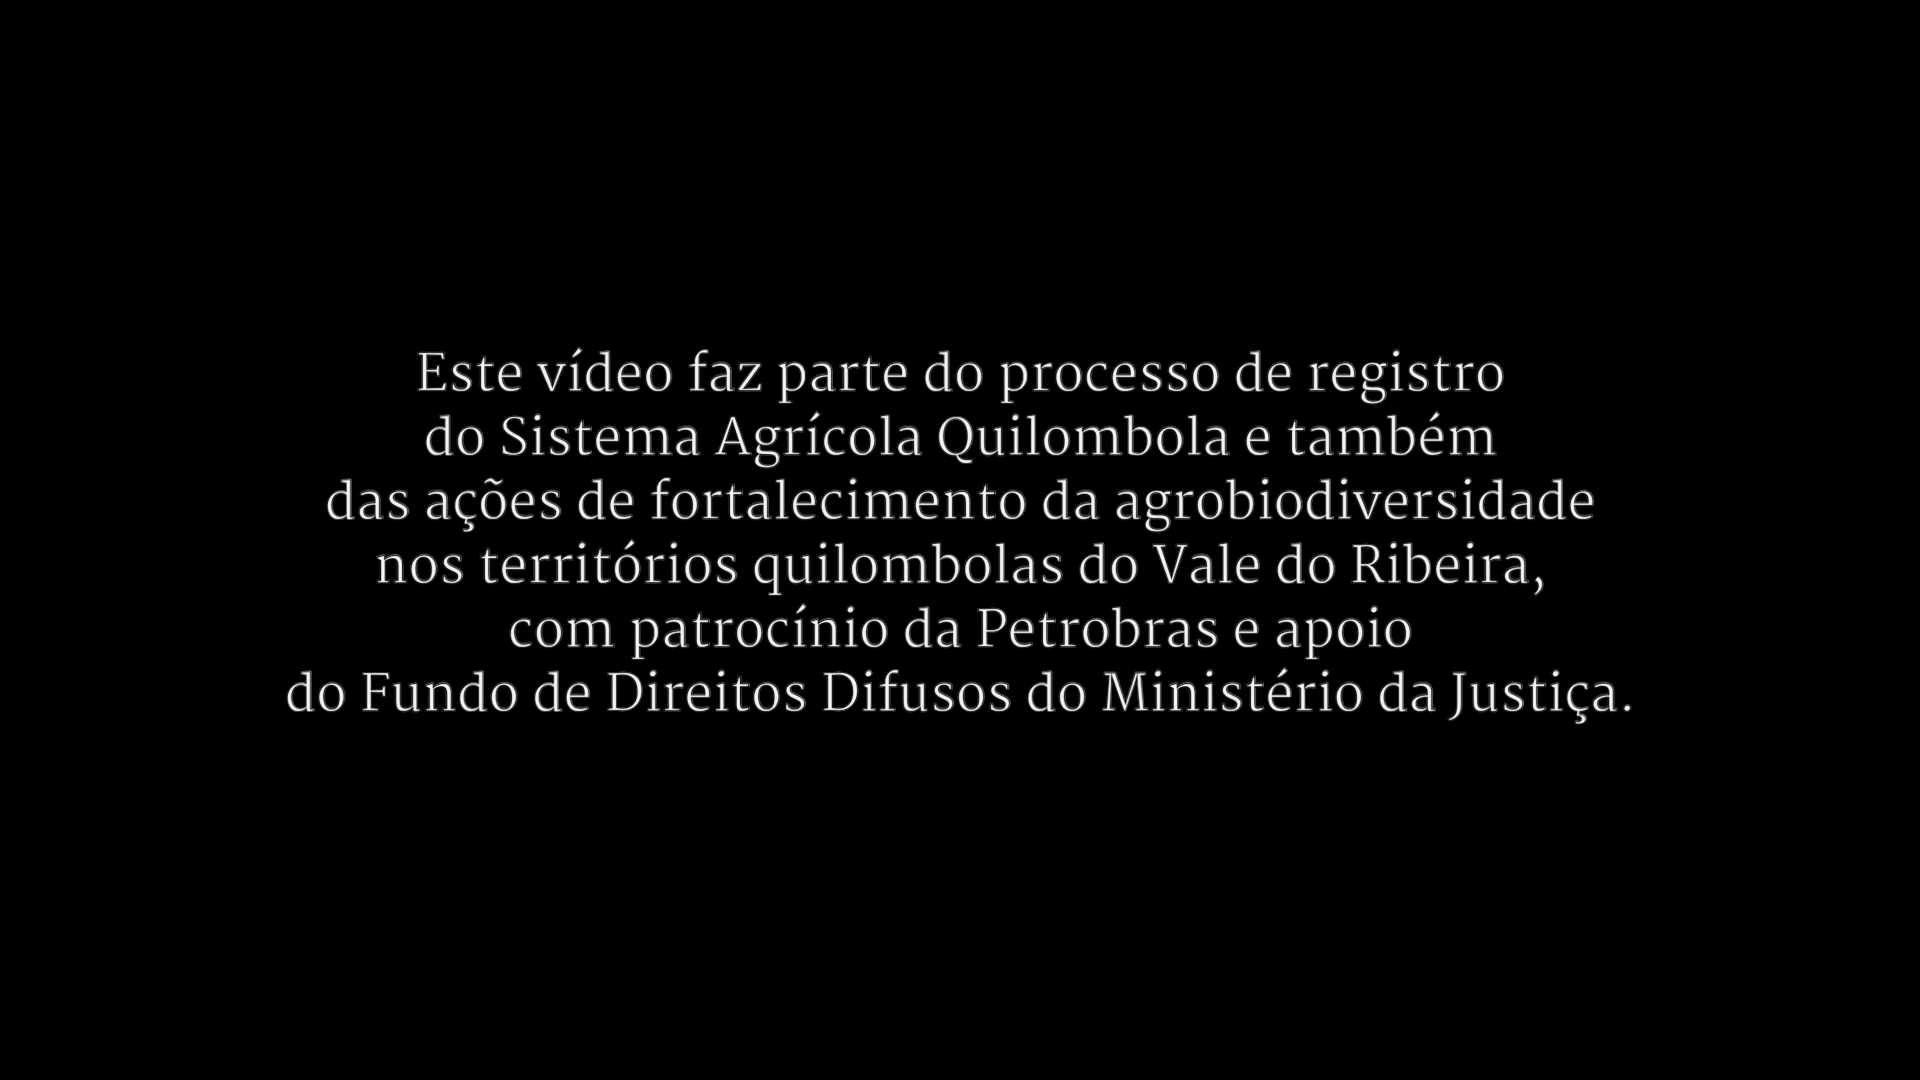 Este vídeo faz parte do processo de registro
do Sistema Agrícola Quilombola e também
das ações de fortalecimento da agrobiodiversidade
nos territórios quilombolas do Vale do Ribeira,
com patrocínio da Petrobras e apoio
do Fundo de Direitos Difusos do Ministério da Justiça.